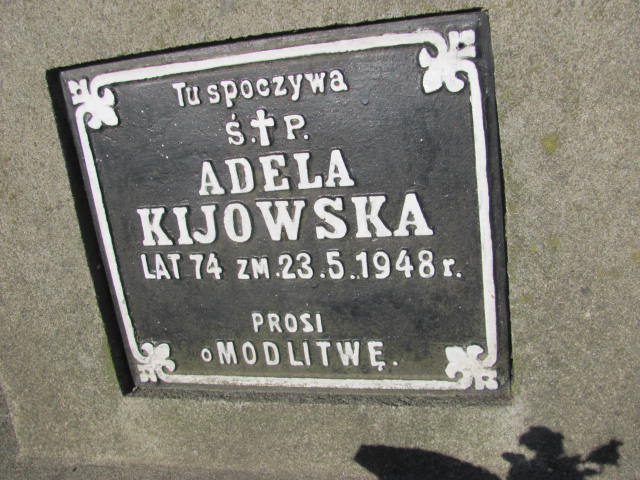 Tu spoczywa
Ś.✝P.
ADELA
KIJOWSKA
LAT 74 ZM.23.5.1948 r.
PROSI
o MODLITWĘ.